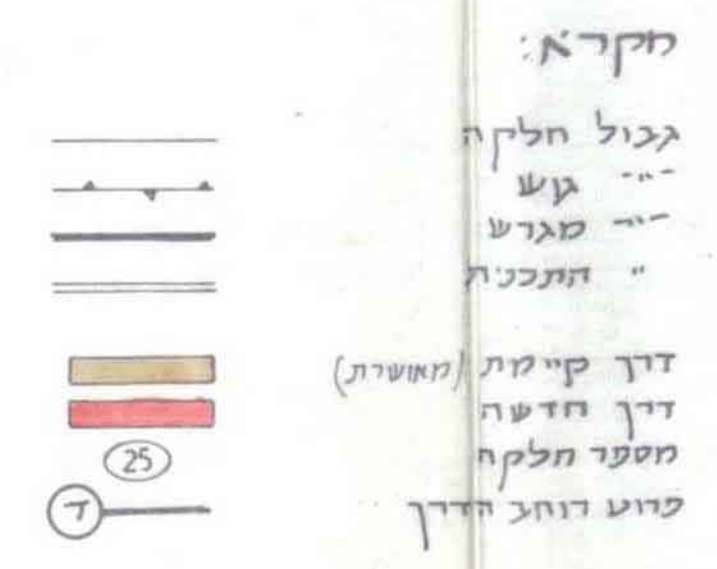 מקרא:
גבול חלקה
-"- גוש
-"- מגרש
" התכנית
דרך קיימת (מאושרת)
דרך חדשה
25 מספר חלקה
ד פרוט רוחב הדרך